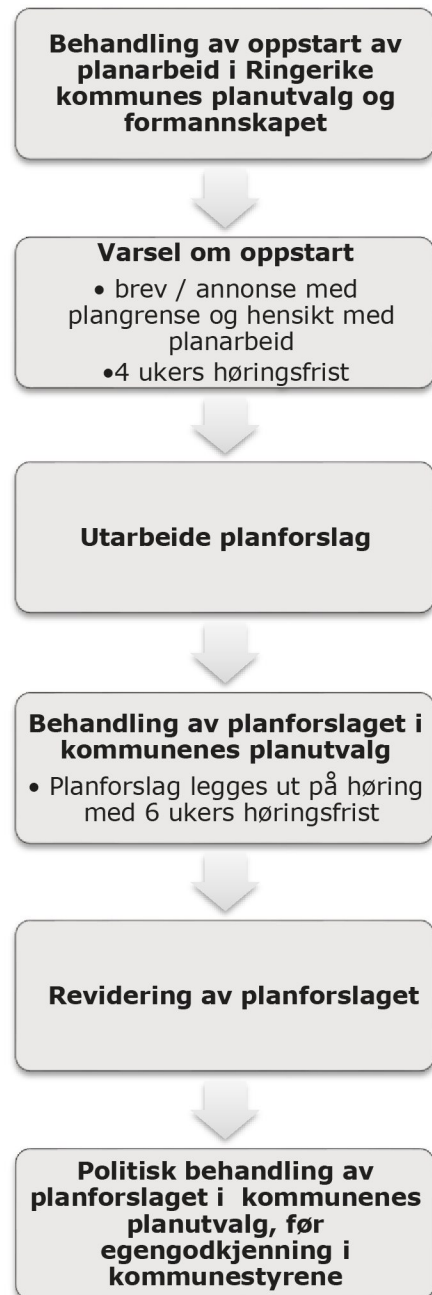 Behandling av oppstart av
planarbeid i Ringerike
kommunes planutvalg og
formannskapet
Varsel om oppstart
• brev / annonse med
plangrense og hensikt med
planarbeid
•4 ukers høringsfrist
Utarbeide planforslag
Behandling av planforslaget i
kommunenes planutvalg
• Planforslag legges ut på høring
med 6 ukers høringsfrist
Revidering av planforslaget
Politisk behandling av
planforslaget i kommunenes
planutvalg, før
egengodkjenning i
kommunestyrene